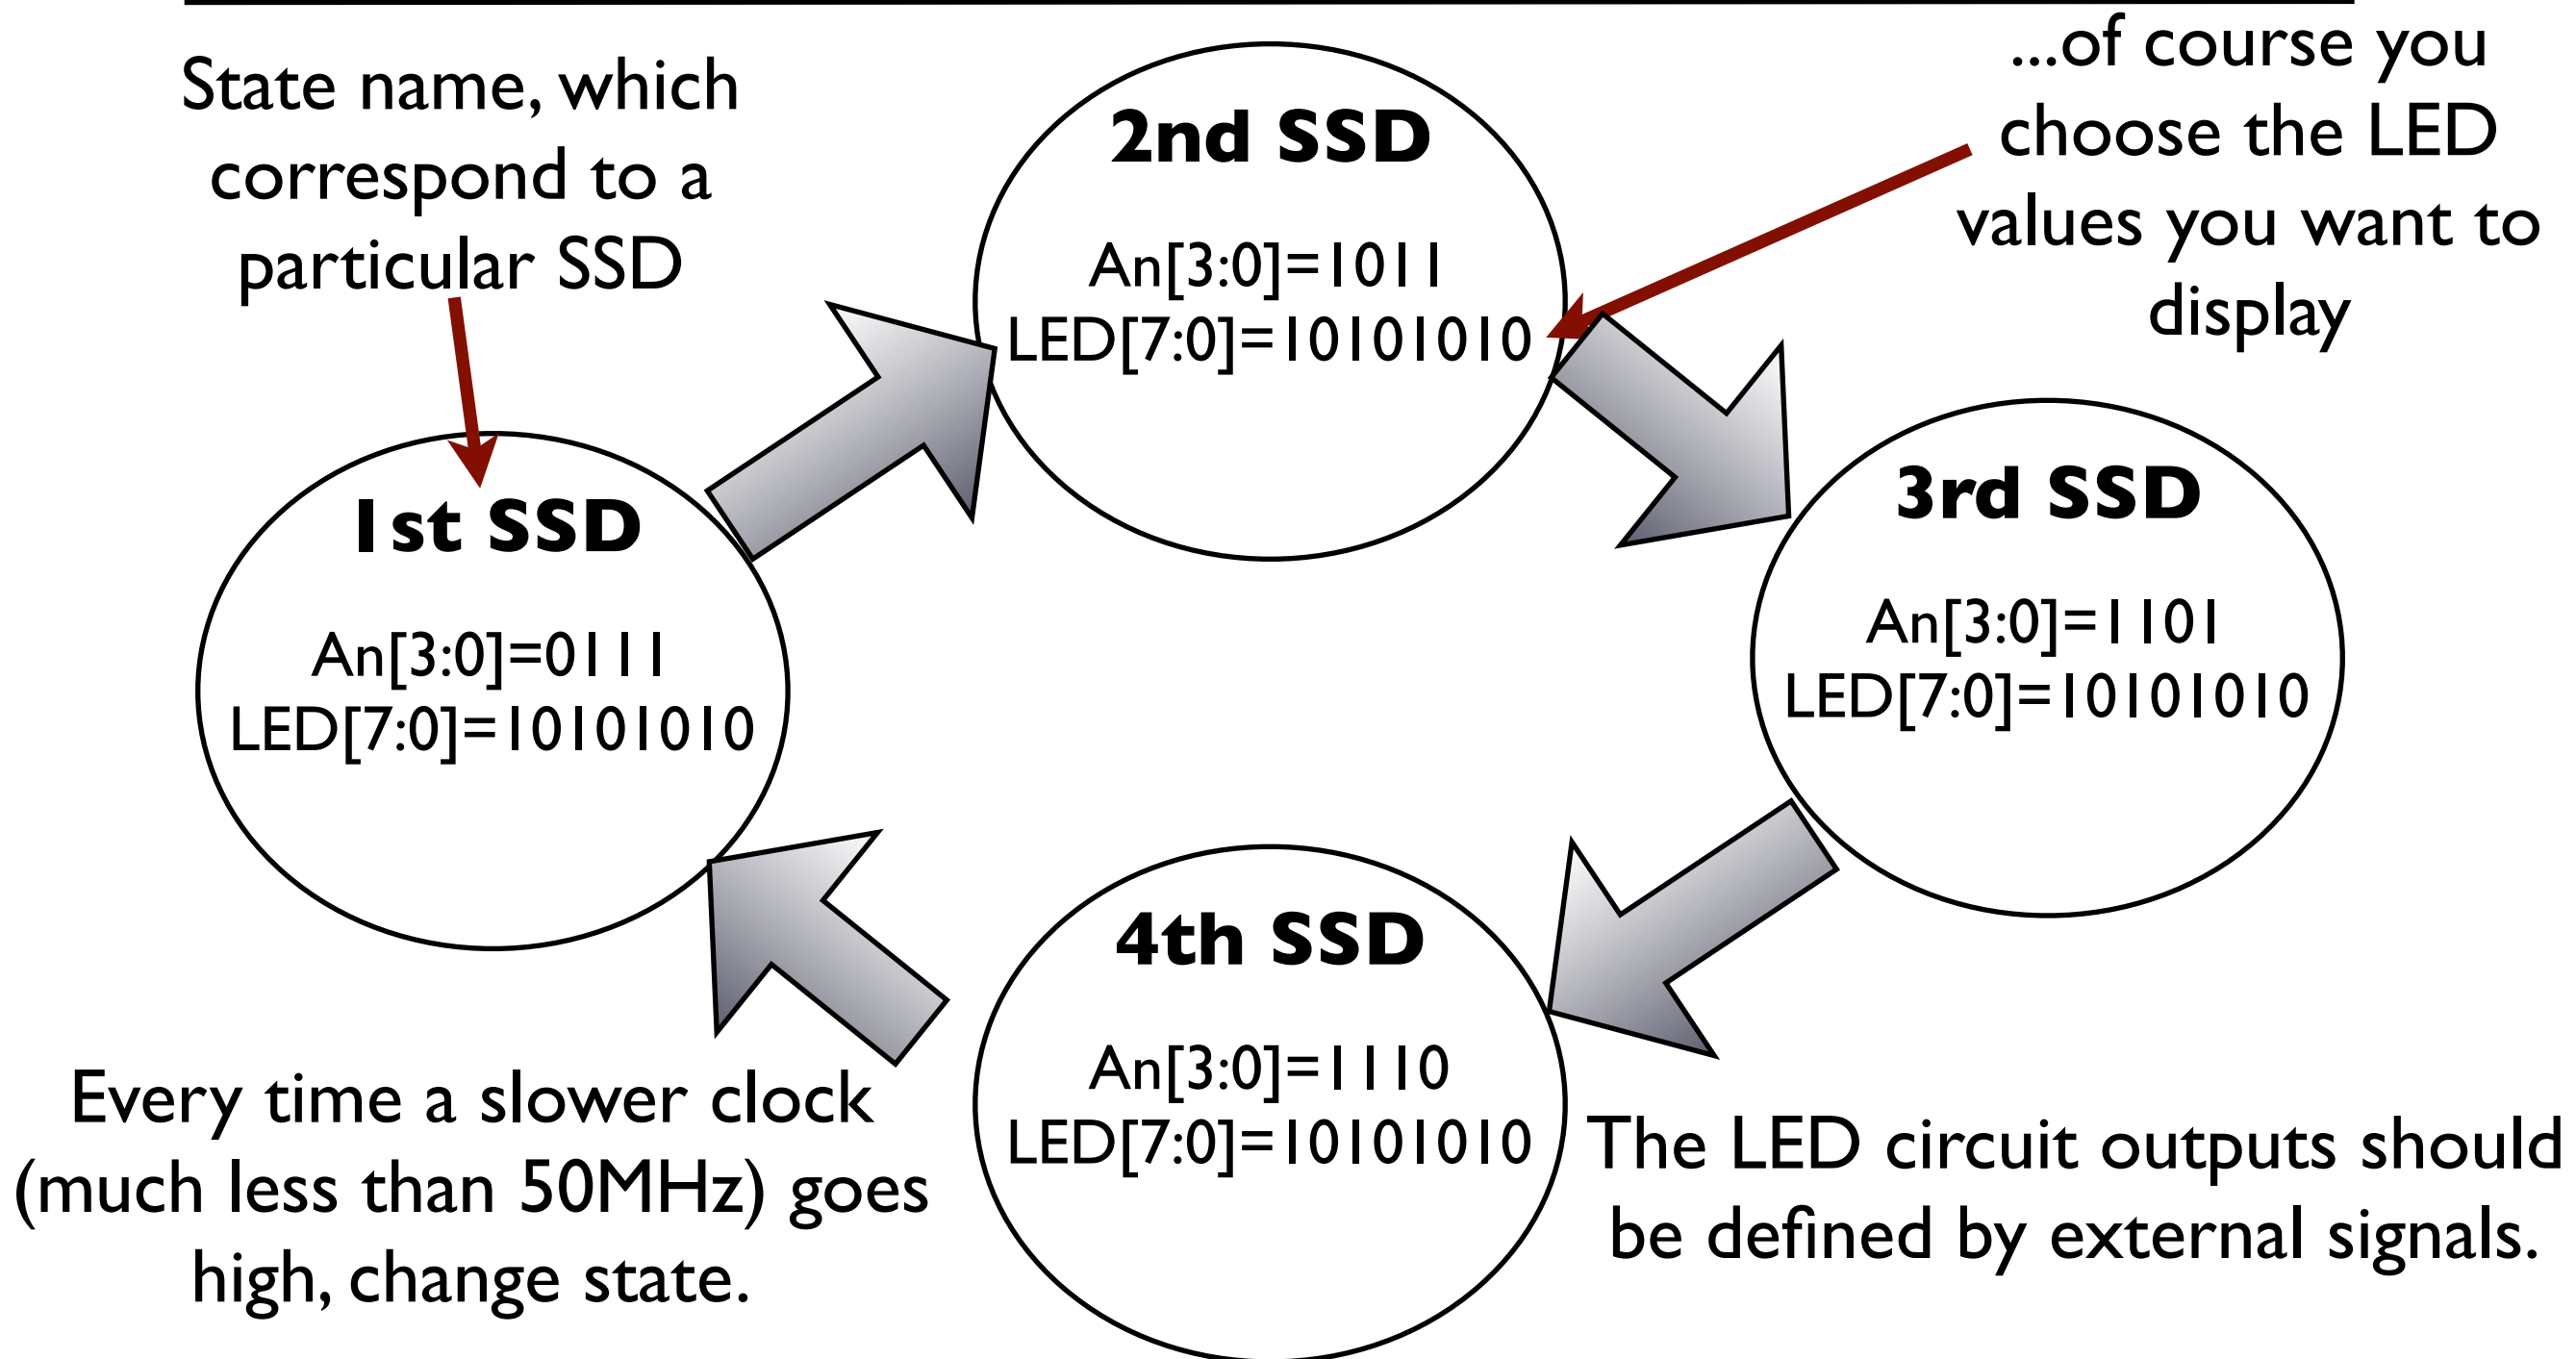 State name, which
correspond to a
particular SSD
...of course you
choose the LED
values you want to
display
2nd SSD
An[3:0]=1011
LED[7:0]=10101010
1st SSD
An[3:0]=0111
LED[7:0]=10101010
3rd SSD
An[3:0]=1101
LED[7:0]=10101010
4th SSD
An[3:0]=1110
LED[7:0]=10101010
Every time a slower clock
(much less than 50MHz) goes
high, change state.
The LED circuit outputs should
be defined by external signals.